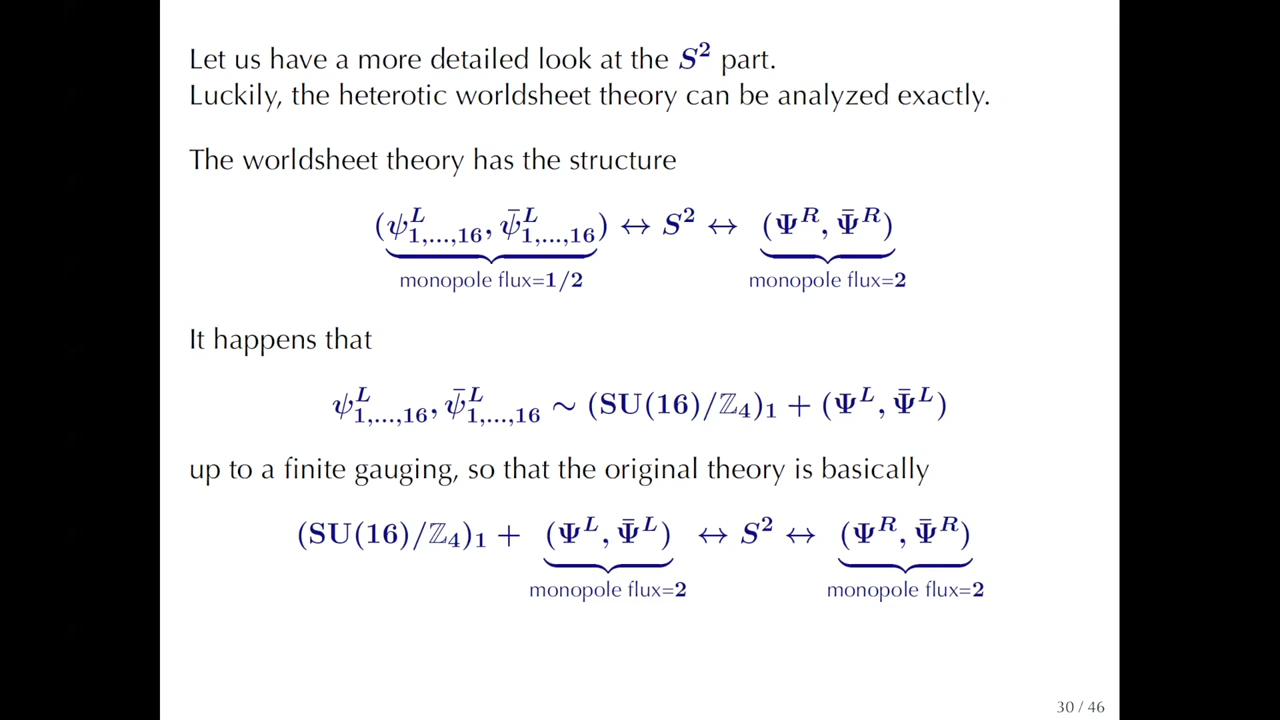 Let us have a more detailed look at the S² part.
Luckily, the heterotic worldsheet theory can be analyzed exactly.
The worldsheet theory has the structure
(ψ^L_{1,...,16}, ψ̄^L_{1,...,16}) ↔ S² ↔ (Ψ^R, Ψ̄^R)
monopole flux=1/2 monopole flux=2
It happens that
ψ^L_{1,...,16}, ψ̄^L_{1,...,16} ∼ (SU(16)/ℤ₄)₁ + (Ψ^L, Ψ̄^L)
up to a finite gauging, so that the original theory is basically
(SU(16)/ℤ₄)₁ + (Ψ^L, Ψ̄^L) ↔ S² ↔ (Ψ^R, Ψ̄^R)
monopole flux=2 monopole flux=2
30 / 46